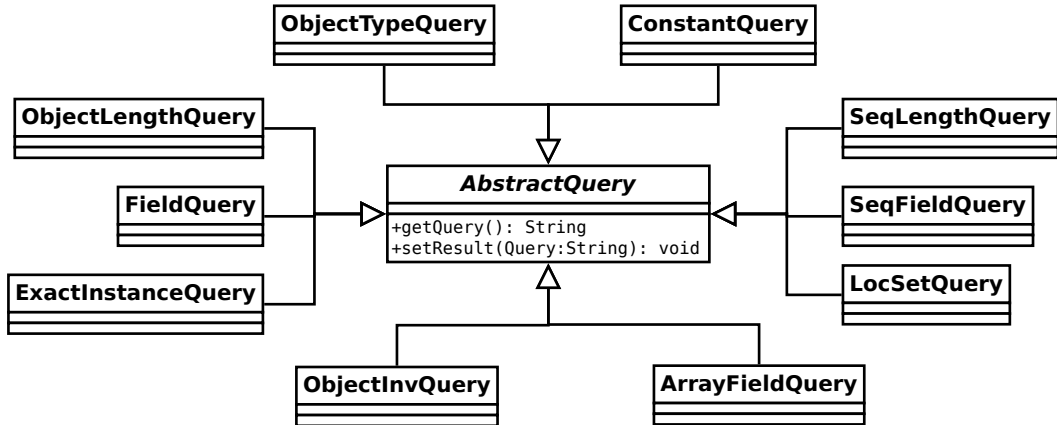 ObjectTypeQuery
ConstantQuery
ObjectLengthQuery
SeqLengthQuery
AbstractQuery
FieldQuery
SeqFieldQuery
+getQuery(): String
+setResult(Query:String): void
ExactInstanceQuery
LocSetQuery
ObjectInvQuery
ArrayFieldQuery